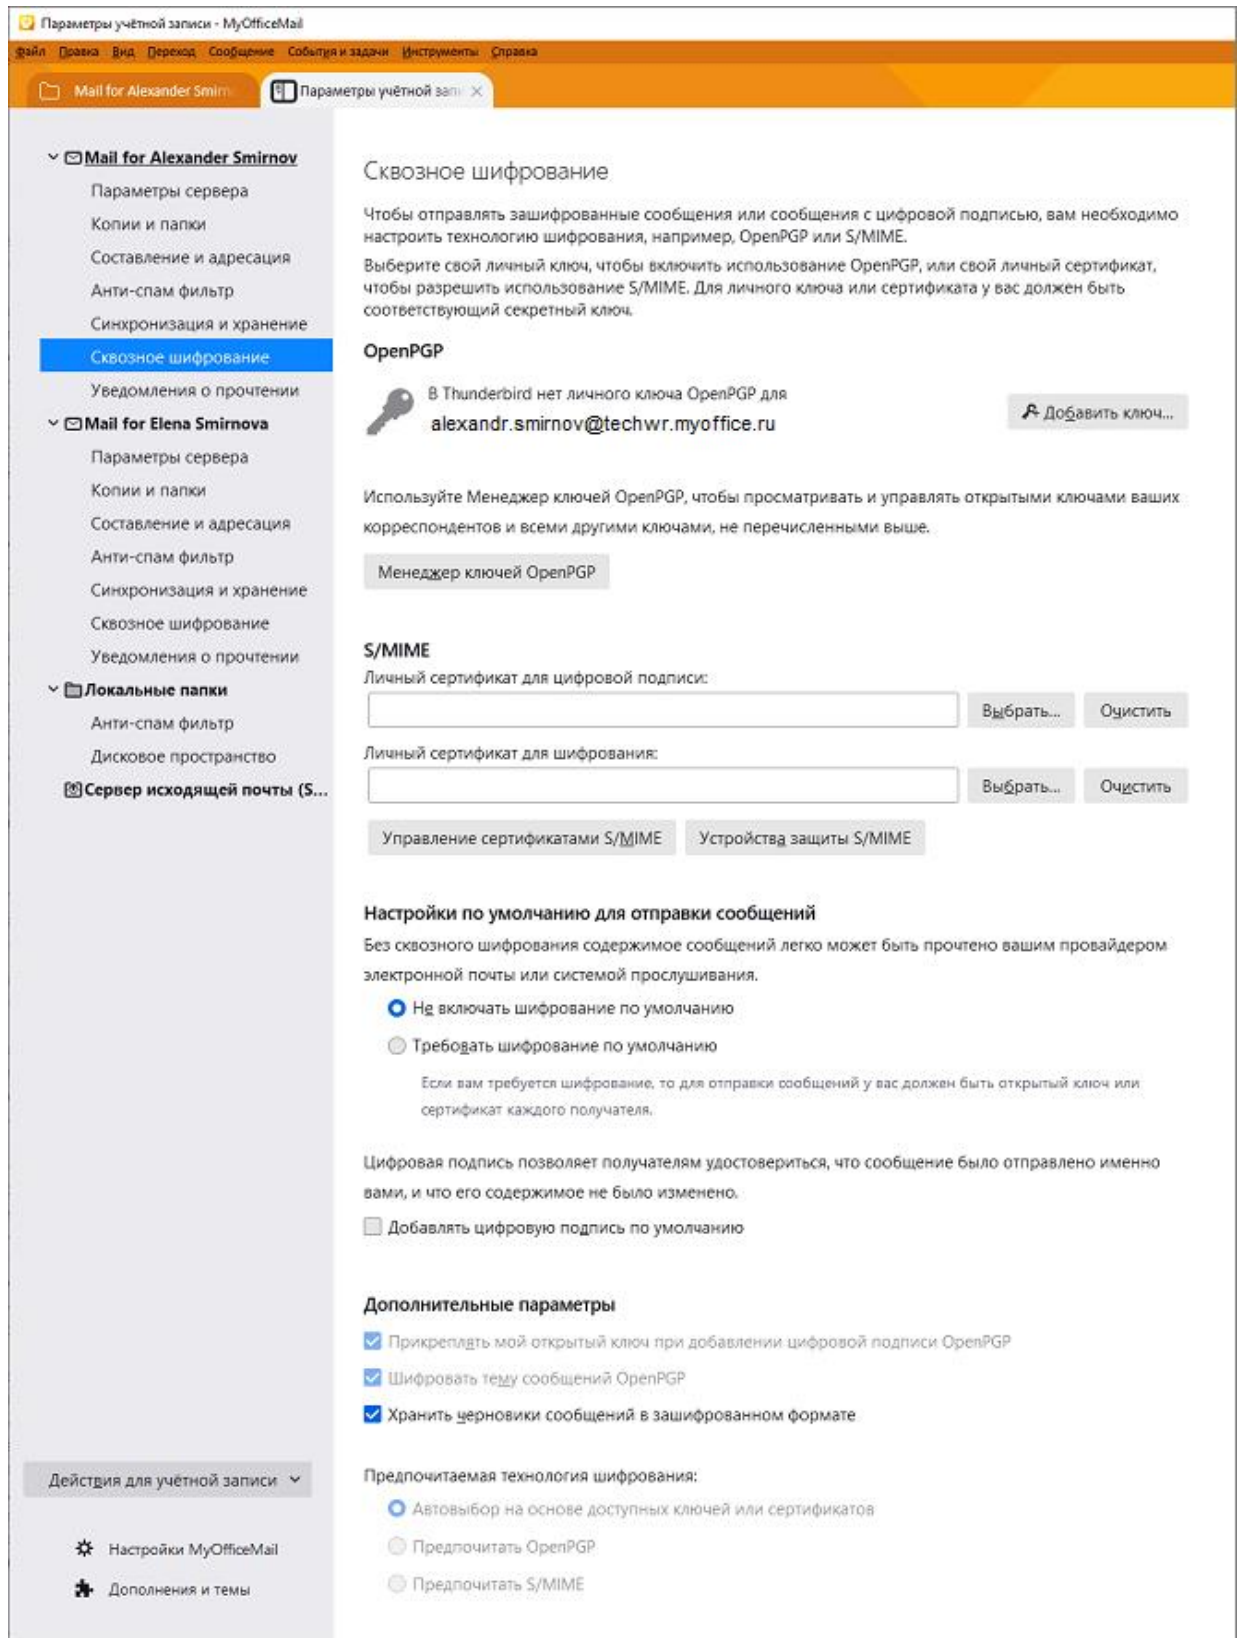 Параметры учётной записи - MyOfficeMail
Файл Правка Вид Переход Сообщение События и задачи Инструменты Справка
Mail for Alexander Smirn
Параметры учётной запи
Mail for Alexander Smirnov
Параметры сервера
Копии и папки
Составление и адресация
Анти-спам фильтр
Синхронизация и хранение
Сквозное шифрование
Уведомления о прочтении
Mail for Elena Smirnova
Параметры сервера
Копии и папки
Составление и адресация
Анти-спам фильтр
Синхронизация и хранение
Сквозное шифрование
Уведомления о прочтении
Локальные папки
Анти-спам фильтр
Дисковое пространство
Сервер исходящей почты (S...
Действия для учётной записи
Настройки MyOfficeMail
Дополнения и темы
Сквозное шифрование
Чтобы отправлять зашифрованные сообщения или сообщения с цифровой подписью, вам необходимо
настроить технологию шифрования, например, OpenPGP или S/MIME.
Выберите свой личный ключ, чтобы включить использование OpenPGP, или свой личный сертификат,
чтобы разрешить использование S/MIME. Для личного ключа или сертификата у вас должен быть
соответствующий секретный ключ.
OpenPGP
В Thunderbird нет личного ключа OpenPGP для
alexandr.smirnov@techwr.myoffice.ru
Добавить ключ...
Используйте Менеджер ключей OpenPGP, чтобы просматривать и управлять открытыми ключами ваших
корреспондентов и всеми другими ключами, не перечисленными выше.
Менеджер ключей OpenPGP
S/MIME
Личный сертификат для цифровой подписи:
Выбрать... Очистить
Личный сертификат для шифрования:
Выбрать... Очистить
Управление сертификатами S/MIME Устройства защиты S/MIME
Настройки по умолчанию для отправки сообщений
Без сквозного шифрования содержимое сообщений легко может быть прочтено вашим провайдером
электронной почты или системой прослушивания.
Не включать шифрование по умолчанию
Требовать шифрование по умолчанию
Если вам требуется шифрование, то для отправки сообщений у вас должен быть открытый ключ или
сертификат каждого получателя.
Цифровая подпись позволяет получателям удостовериться, что сообщение было отправлено именно
вами, и что его содержимое не было изменено.
Добавлять цифровую подпись по умолчанию
Дополнительные параметры
Прикреплять мой открытый ключ при добавлении цифровой подписи OpenPGP
Шифровать тему сообщений OpenPGP
Хранить черновики сообщений в зашифрованном формате
Предпочитаемая технология шифрования:
Автовыбор на основе доступных ключей или сертификатов
Предпочитать OpenPGP
Предпочитать S/MIME